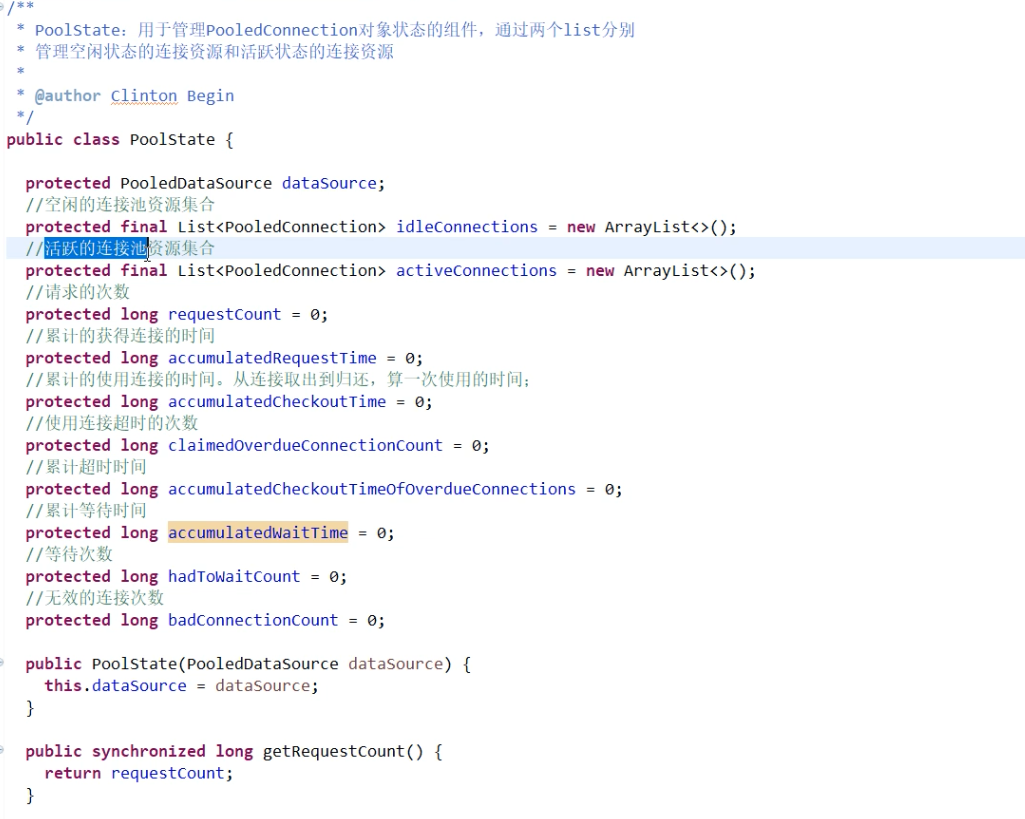 /**
 * PoolState：用于管理PooledConnection对象状态的组件，通过两个list分别
 * 管理空闲状态的连接资源和活跃状态的连接资源
 *
 * @author Clinton Begin
 */
public class PoolState {
protected PooledDataSource dataSource;
//空闲的连接池资源集合
protected final List<PooledConnection> idleConnections = new ArrayList<>();
//活跃的连接池资源集合
protected final List<PooledConnection> activeConnections = new ArrayList<>();
//请求的次数
protected long requestCount = 0;
//累计的获得连接的时间
protected long accumulatedRequestTime = 0;
//累计的使用连接的时间。从连接取出到归还，算一次使用的时间；
protected long accumulatedCheckoutTime = 0;
//使用连接超时的次数
protected long claimedOverdueConnectionCount = 0;
//累计超时时间
protected long accumulatedCheckoutTimeOfOverdueConnections = 0;
//累计等待时间
protected long accumulatedWaitTime = 0;
//等待次数
protected long hadToWaitCount = 0;
//无效的连接次数
protected long badConnectionCount = 0;
public PoolState(PooledDataSource dataSource) {
this.dataSource = dataSource;
}
public synchronized long getRequestCount() {
return requestCount;
}